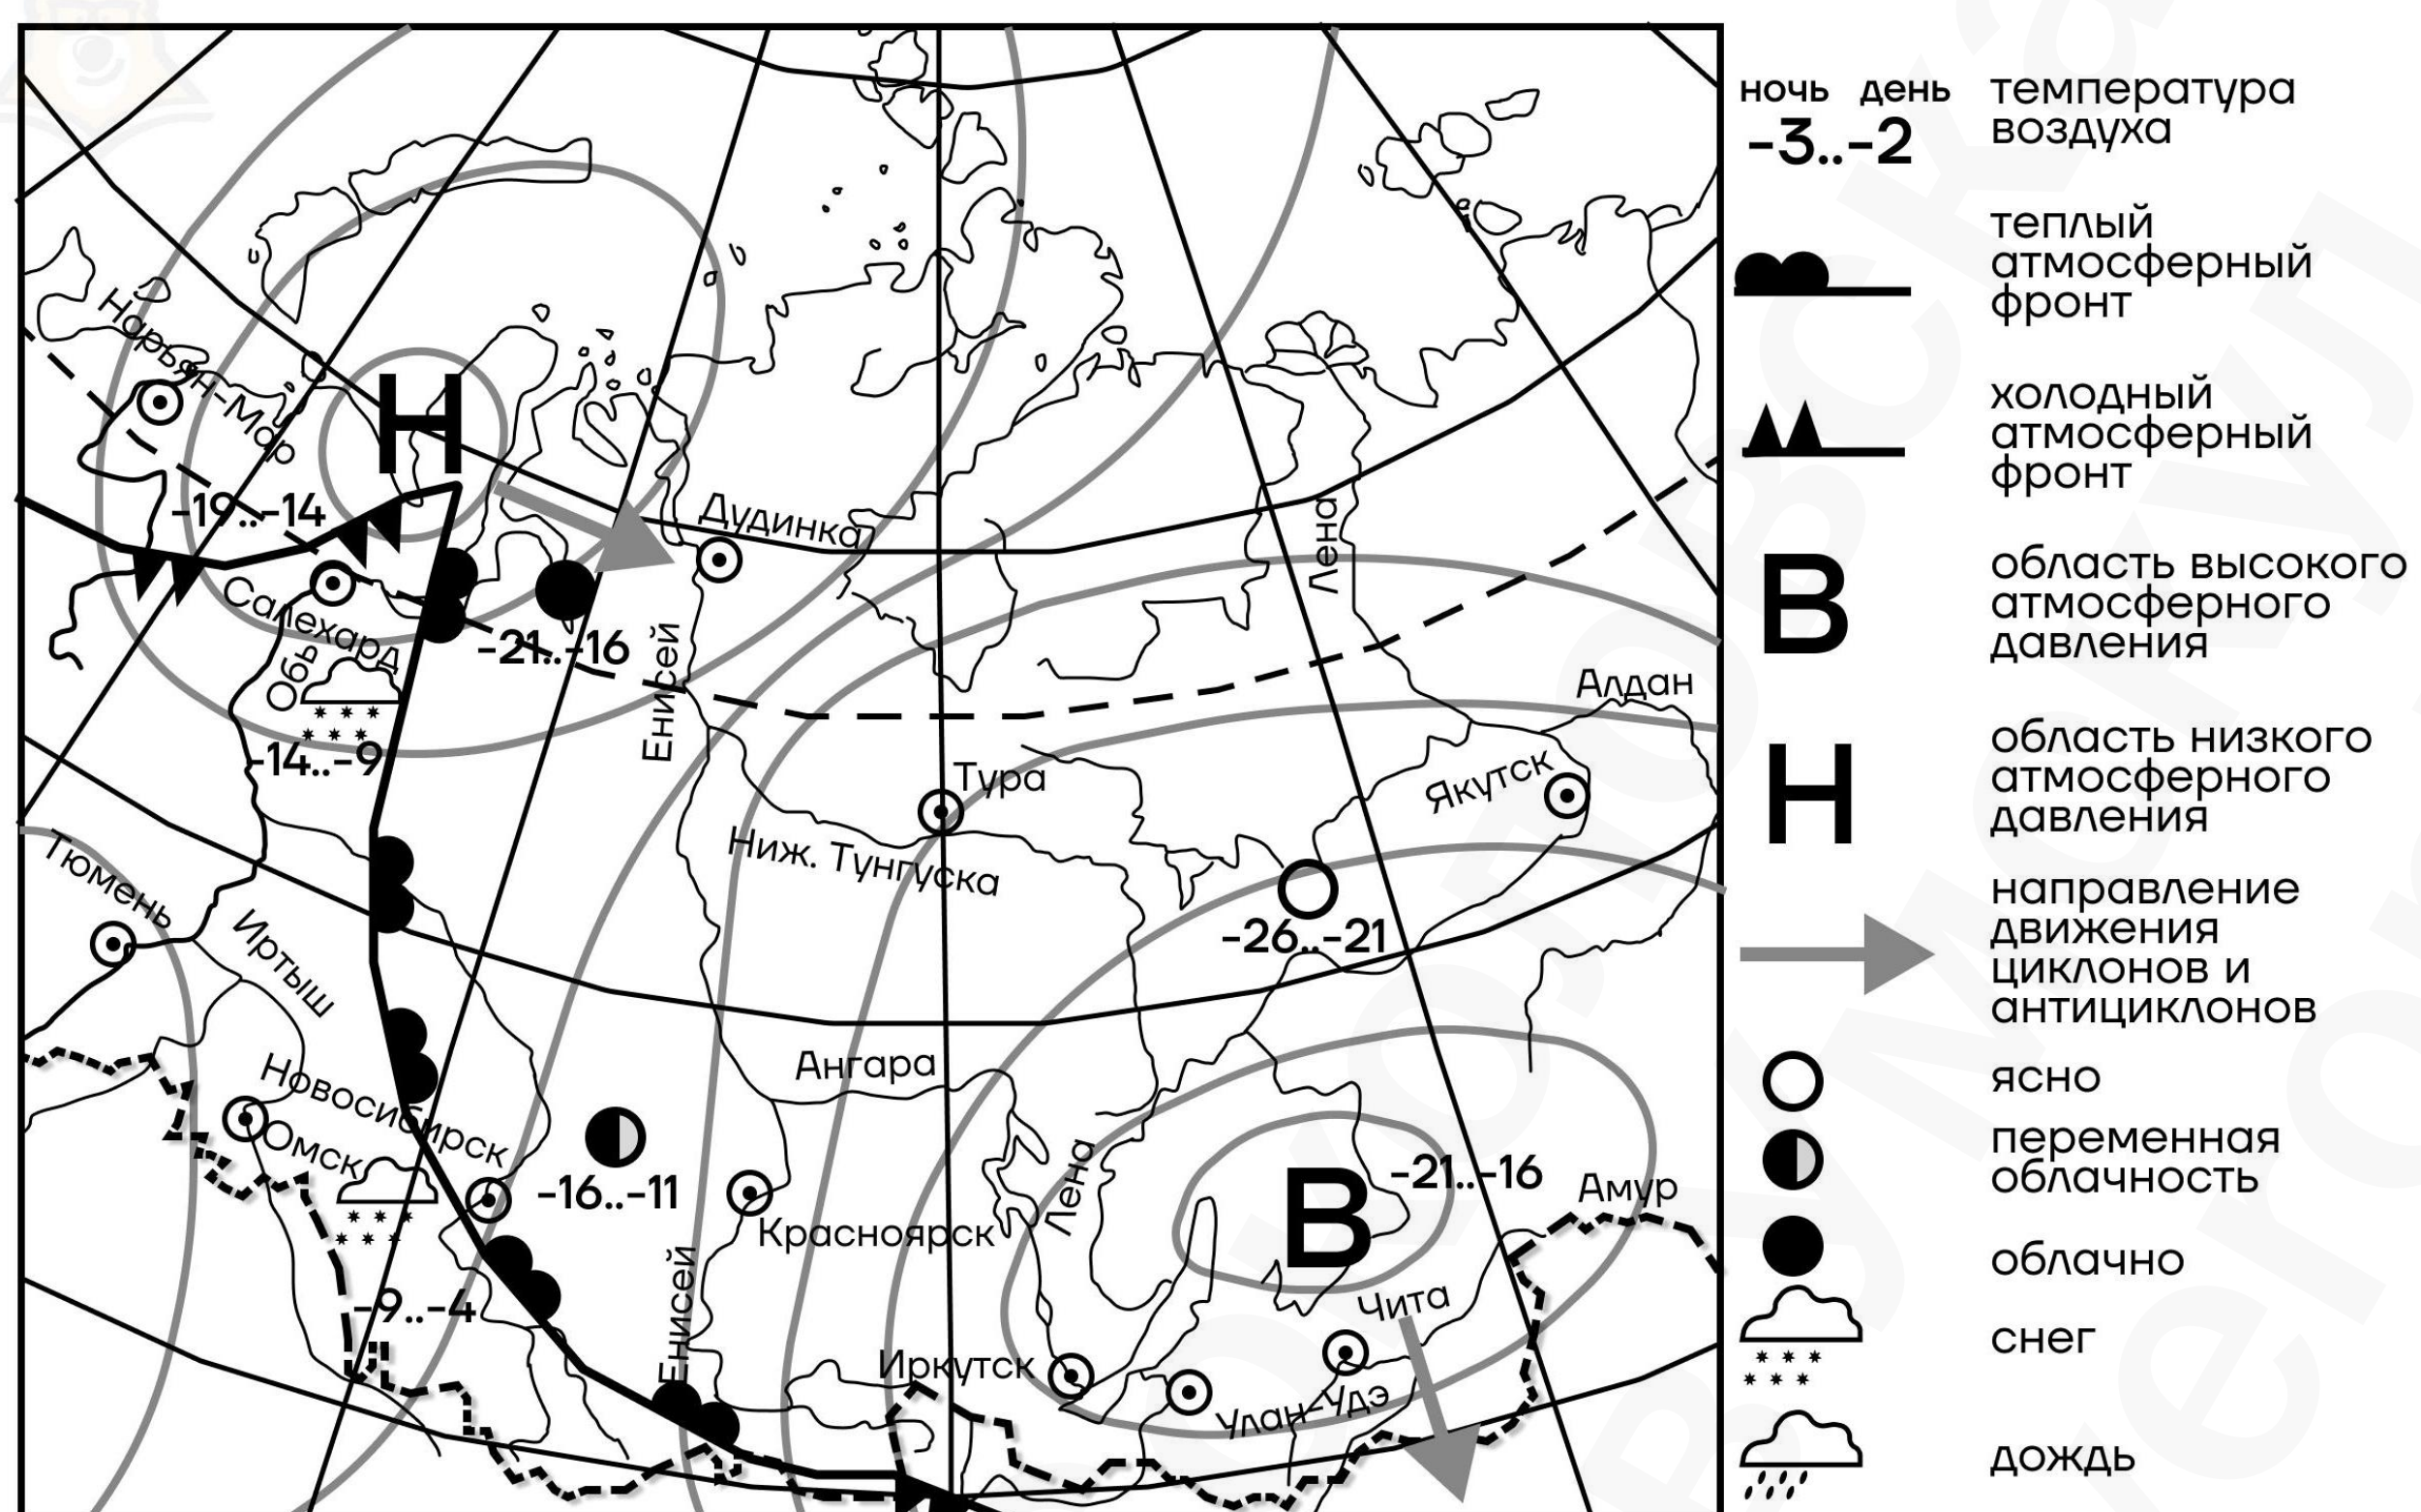 Нарьян-Мар
Н
-19..-14
Дудинка
Салехард
Обь
-21..-16
Енисей
-14..-9
Лена
Алдан
Тура
Якутск
Ниж. Тунгуска
Тюмень
Иртыш
-26..-21
Ангара
Новосибирск
Омск
-16..-11
Красноярск
Лена
В
-21..-16
Амур
-9..-4
Енисей
Чита
Иркутск
Улан-Удэ
ночь день
-3..-2
температура
воздуха
теплый
атмосферный
фронт
холодный
атмосферный
фронт
В
область высокого
атмосферного
давления
Н
область низкого
атмосферного
давления
направление
движения
циклонов и
антициклонов
ясно
переменная
облачность
облачно
снег
дождь